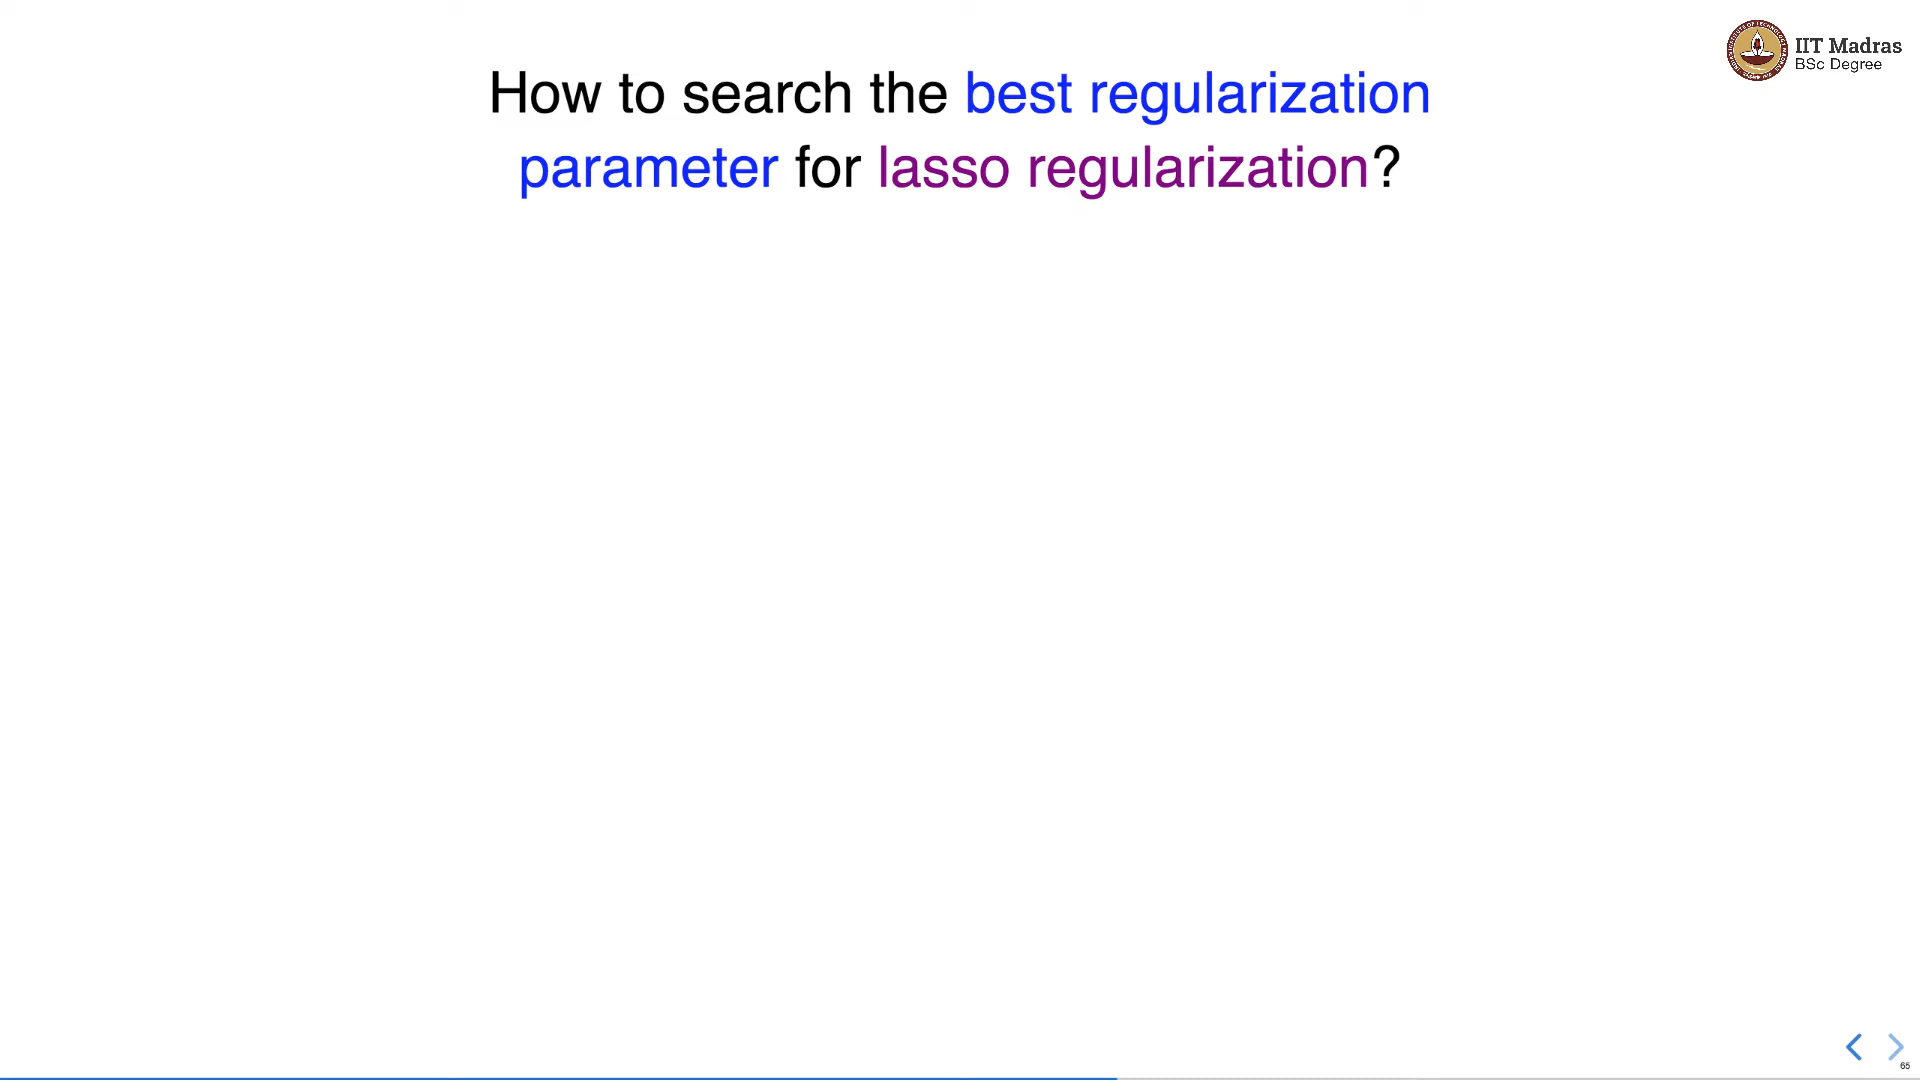 IIT Madras
BSc Degree
How to search the best regularization
parameter for lasso regularization?
65